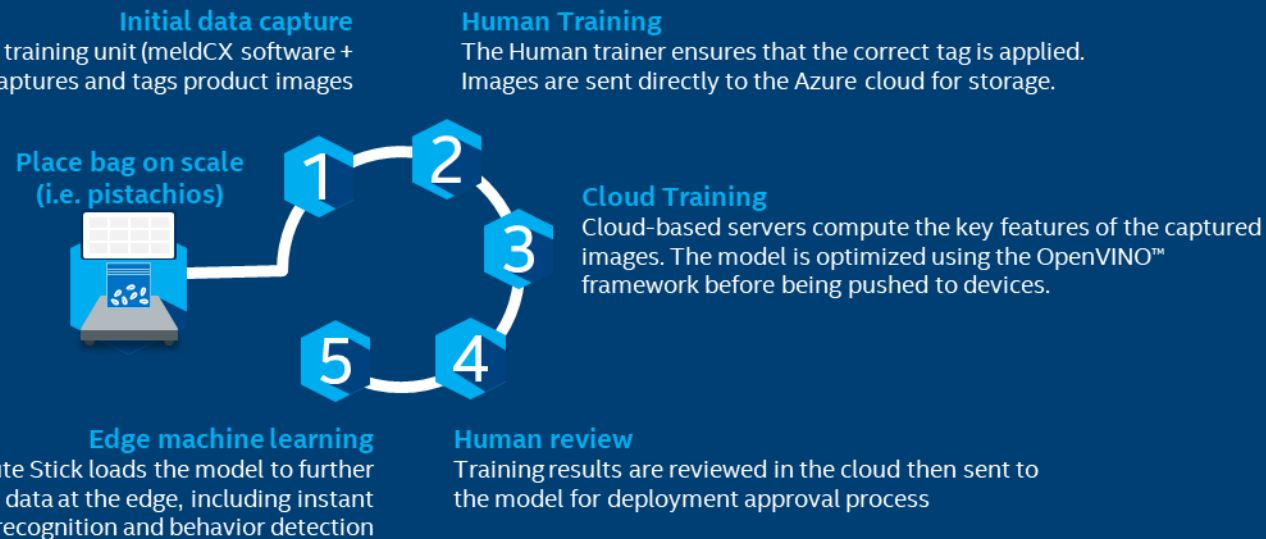 Initial data capture
training unit (meldCX software +
captures and tags product images
Human Training
The Human trainer ensures that the correct tag is applied.
Images are sent directly to the Azure cloud for storage.
Place bag on scale
(i.e. pistachios)
1
2
3
4
5
Cloud Training
Cloud-based servers compute the key features of the captured
images. The model is optimized using the OpenVINO™
framework before being pushed to devices.
Human review
Training results are reviewed in the cloud then sent to
the model for deployment approval process
Edge machine learning
Stick loads the model to further
data at the edge, including instant
recognition and behavior detection